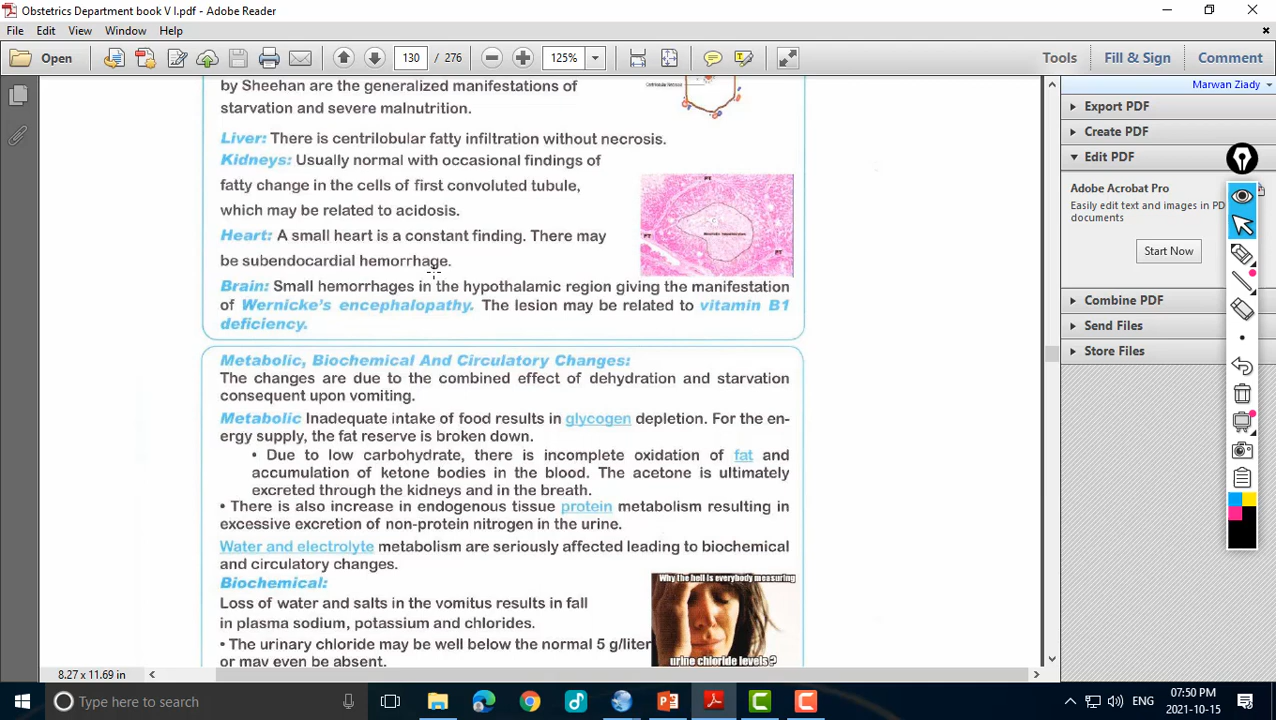 Obstetrics Department book V I.pdf - Adobe Reader
File Edit View Window Help
Open 130 / 276 125% Tools Fill & Sign Comment
Marwan Ziady
Export PDF
Create PDF
Edit PDF
Adobe Acrobat Pro
Easily edit text and images in PDF
documents
Start Now
Combine PDF
Send Files
Store Files
by Sheehan are the generalized manifestations of
starvation and severe malnutrition.
Liver: There is centrilobular fatty infiltration without necrosis.
Kidneys: Usually normal with occasional findings of
fatty change in the cells of first convoluted tubule,
which may be related to acidosis.
Heart: A small heart is a constant finding. There may
be subendocardial hemorrhage.
PT
PT
Brain: Small hemorrhages in the hypothalamic region giving the manifestation
of Wernicke's encephalopathy. The lesion may be related to vitamin B1
deficiency.
Metabolic, Biochemical And Circulatory Changes:
The changes are due to the combined effect of dehydration and starvation
consequent upon vomiting.
Metabolic Inadequate intake of food results in glycogen depletion. For the en-
ergy supply, the fat reserve is broken down.
• Due to low carbohydrate, there is incomplete oxidation of fat and
accumulation of ketone bodies in the blood. The acetone is ultimately
excreted through the kidneys and in the breath.
• There is also increase in endogenous tissue protein metabolism resulting in
excessive excretion of non-protein nitrogen in the urine.
Water and electrolyte metabolism are seriously affected leading to biochemical
and circulatory changes.
Biochemical:
Loss of water and salts in the vomitus results in fall
in plasma sodium, potassium and chlorides.
• The urinary chloride may be well below the normal 5 g/liter
or may even be absent.
Why the hell is everybody measuring
urine chloride levels?
8.27 x 11.69 in
Type here to search
ENG
07:50 PM
2021-10-15